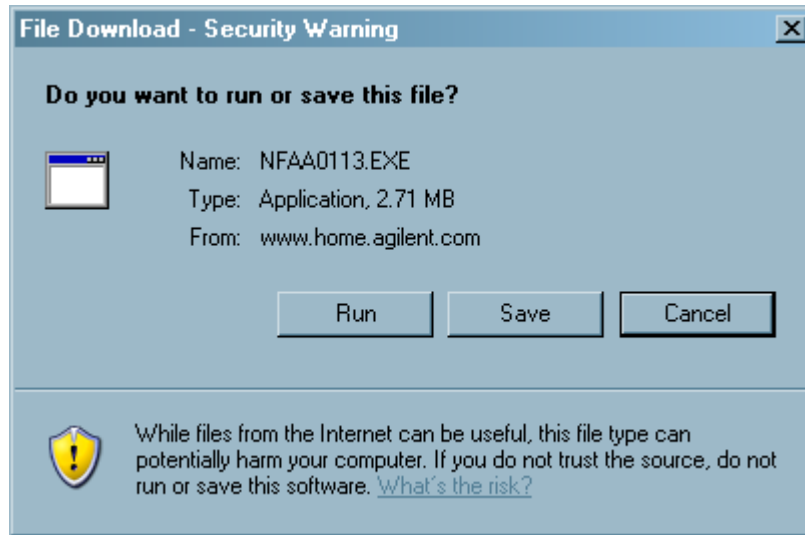 File Download - Security Warning
Do you want to run or save this file?
Name: NFAA0113.EXE
Type: Application, 2.71 MB
From: www.home.agilent.com
Run Save Cancel
While files from the Internet can be useful, this file type can
potentially harm your computer. If you do not trust the source, do not
run or save this software. What's the risk?